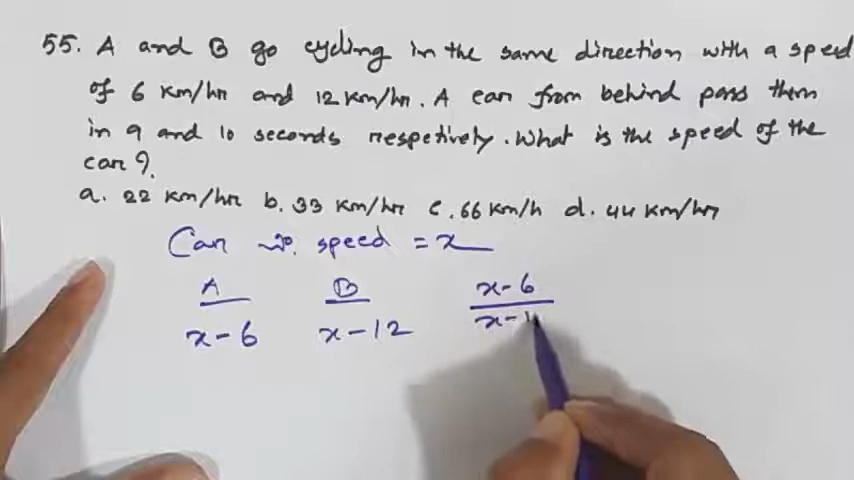 55. A and B go cycling in the same direction with a speed
of 6 km/hr and 12 km/hr. A car from behind pass them
in 9 and 10 seconds respetively. What is the speed of the
car?
a. 22 km/hr b. 33 km/hr c. 66 km/h d. 44 km/hr
Car speed = x
A B x-6
x-6 x-12 x-1